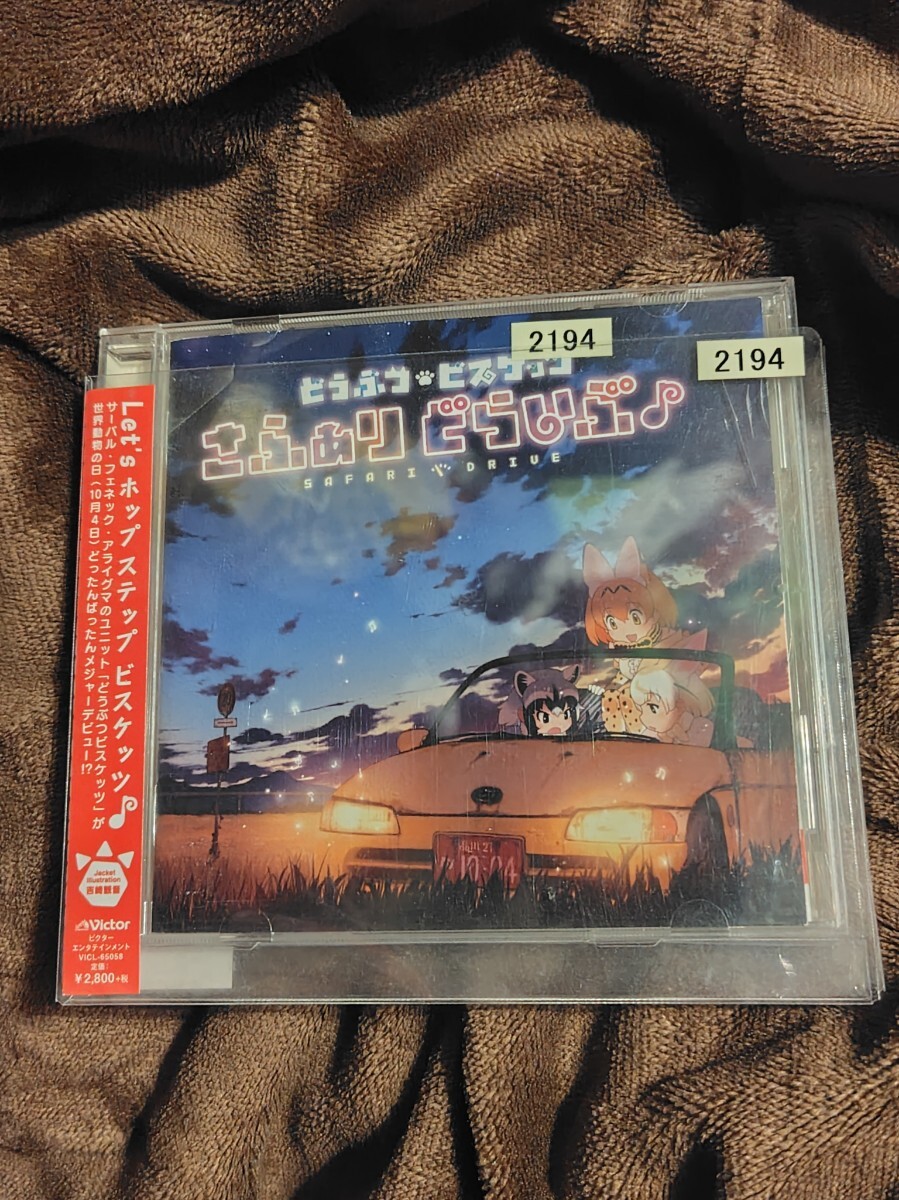 2194
2194
どうぶつ ビスケッツ
さふぁり どらいぶ♪
SAFARI DRIVE
Let's ホップ ステップ ビスケッツ♪
サーバル・フェネック・アライグマのユニット「どうぶつビスケッツ」が
世界動物の日(10月4日)どったんばったんメジャーデビュー!?
Jacket
Illustration
吉崎観音
Victor
ビクター
エンタテインメント
VICL-65058
定価:
¥2,800+税
10-04